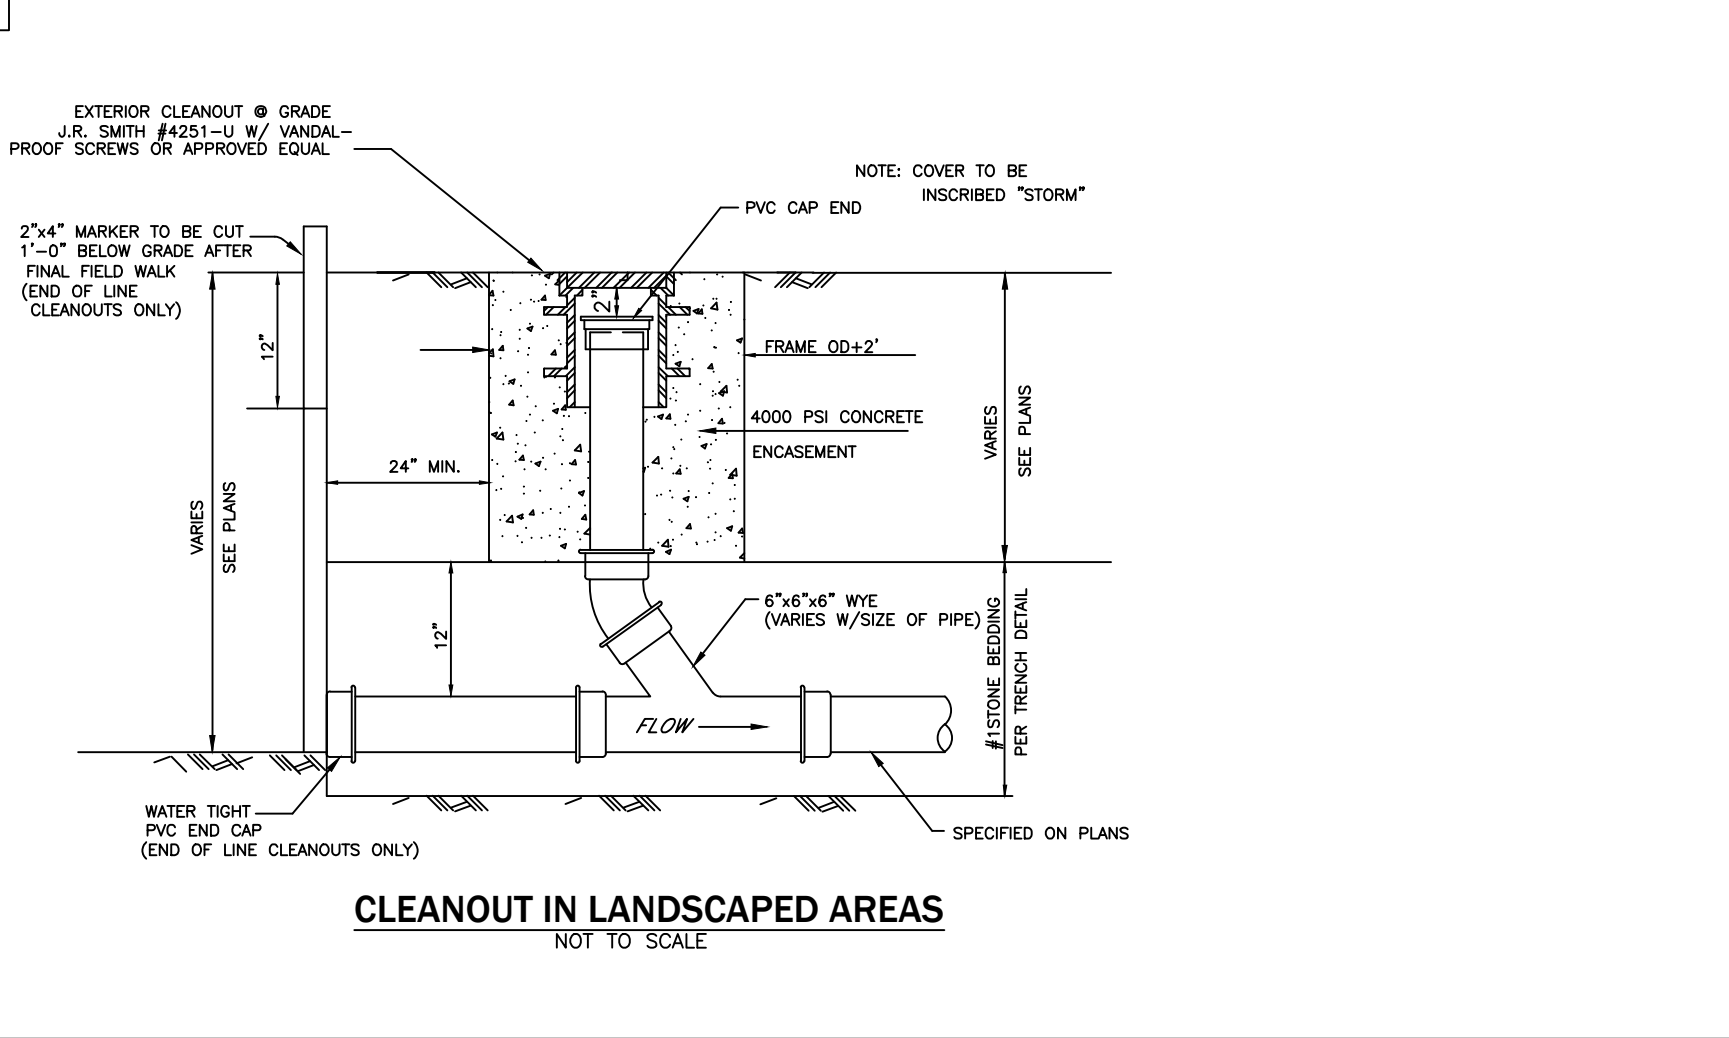 EXTERIOR CLEANOUT @ GRADE
J.R. SMITH #4251-U W/ VANDAL-
PROOF SCREWS OR APPROVED EQUAL
NOTE: COVER TO BE
INSCRIBED "STORM"
PVC CAP END
2"x4" MARKER TO BE CUT
1'-0" BELOW GRADE AFTER
FINAL FIELD WALK
(END OF LINE
CLEANOUTS ONLY)
2"
12"
FRAME OD+2'
4000 PSI CONCRETE
ENCASEMENT
VARIES
SEE PLANS
24" MIN.
VARIES
SEE PLANS
12"
6"x6"x6" WYE
(VARIES W/SIZE OF PIPE)
#1STONE BEDDING
PER TRENCH DETAIL
FLOW
WATER TIGHT
PVC END CAP
(END OF LINE CLEANOUTS ONLY)
SPECIFIED ON PLANS
CLEANOUT IN LANDSCAPED AREAS
NOT TO SCALE